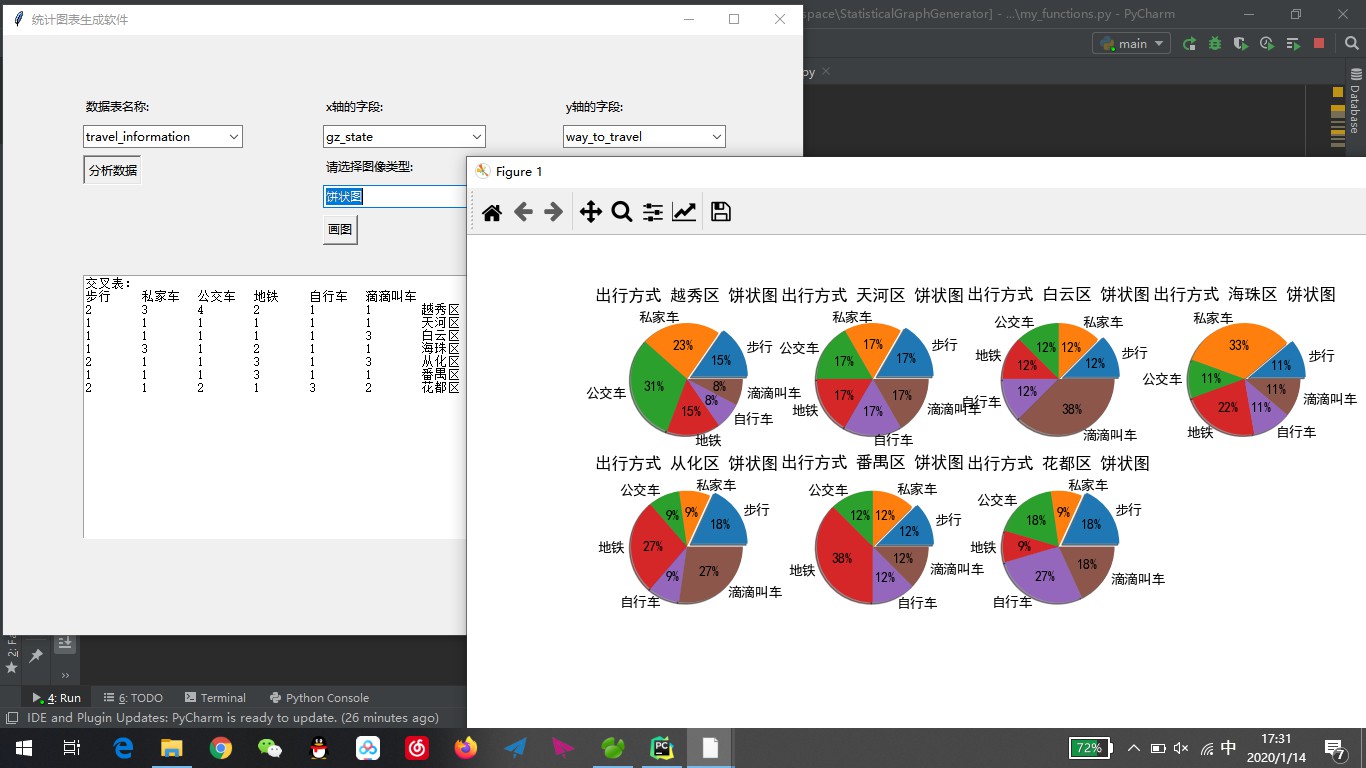 统计图表生成软件
space\StatisticalGraphGenerator] - ...\my_functions.py - PyCharm
main
py
Database
数据表名称:
x轴的字段:
y轴的字段:
travel_information
gz_state
way_to_travel
分析数据
请选择图像类型:
饼状图
画图
交叉表:
步行 私家车 公交车 地铁 自行车 滴滴叫车
2 3 4 2 1 1 越秀区
1 1 1 1 1 1 天河区
1 1 1 1 1 3 白云区
1 3 1 2 1 1 海珠区
2 1 1 3 1 3 从化区
1 1 1 3 1 1 番禺区
2 1 2 1 3 2 花都区
Figure 1
出行方式 越秀区 饼状图
私家车
步行
公交车
地铁
自行车
滴滴叫车
23%
15%
31%
15%
8%
8%
出行方式 天河区 饼状图
私家车
步行
公交车
地铁
自行车
滴滴叫车
17%
17%
17%
17%
17%
17%
出行方式 白云区 饼状图
公交车
私家车
步行
地铁
自行车
滴滴叫车
12%
12%
12%
12%
12%
38%
出行方式 海珠区 饼状图
私家车
步行
公交车
地铁
自行车
滴滴叫车
33%
11%
11%
22%
11%
11%
出行方式 从化区 饼状图
公交车
私家车
步行
地铁
自行车
滴滴叫车
9%
9%
18%
27%
9%
27%
出行方式 番禺区 饼状图
公交车
私家车
步行
地铁
自行车
滴滴叫车
12%
12%
12%
38%
12%
12%
出行方式 花都区 饼状图
公交车
私家车
步行
地铁
自行车
滴滴叫车
18%
9%
18%
9%
27%
18%
4: Run
6: TODO
Terminal
Python Console
IDE and Plugin Updates: PyCharm is ready to update. (26 minutes ago)
PC
72%
中
17:31
2020/1/14
7